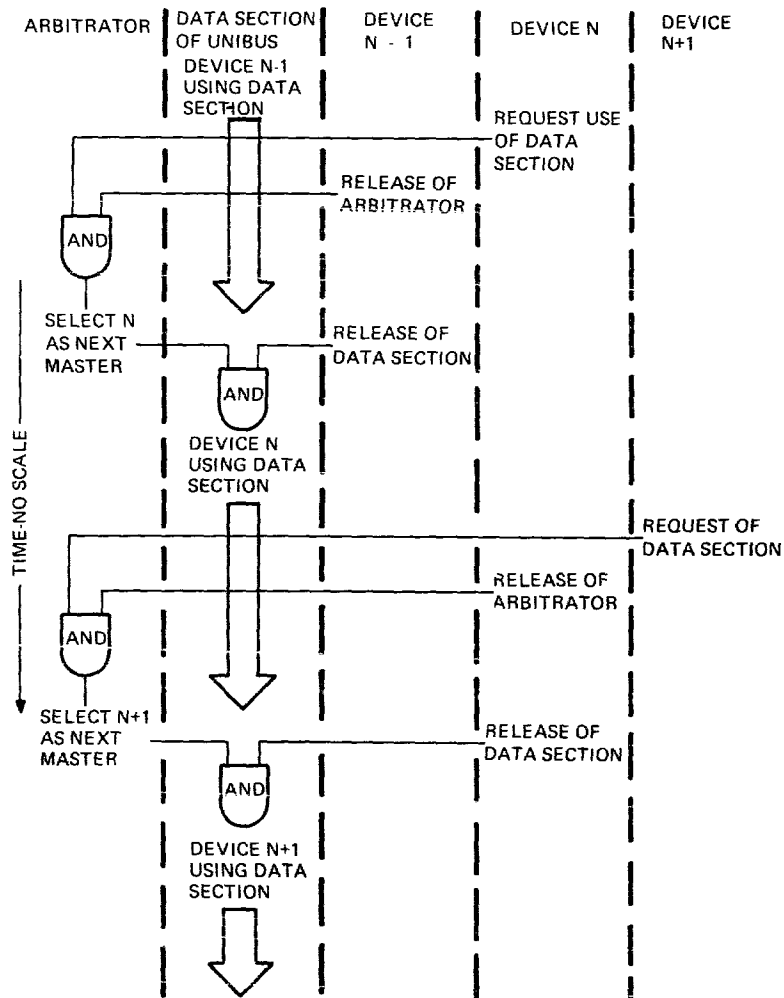 ARBITRATOR
DATA SECTION
OF UNIBUS
DEVICE
N - 1
DEVICE N
DEVICE
N+1
DEVICE N-1
USING DATA
SECTION
REQUEST USE
OF DATA
SECTION
RELEASE OF
ARBITRATOR
AND
SELECT N
AS NEXT
MASTER
RELEASE OF
DATA SECTION
AND
DEVICE N
USING DATA
SECTION
TIME-NO SCALE
REQUEST OF
DATA SECTION
RELEASE OF
ARBITRATOR
AND
SELECT N+1
AS NEXT
MASTER
RELEASE OF
DATA SECTION
AND
DEVICE N+1
USING DATA
SECTION